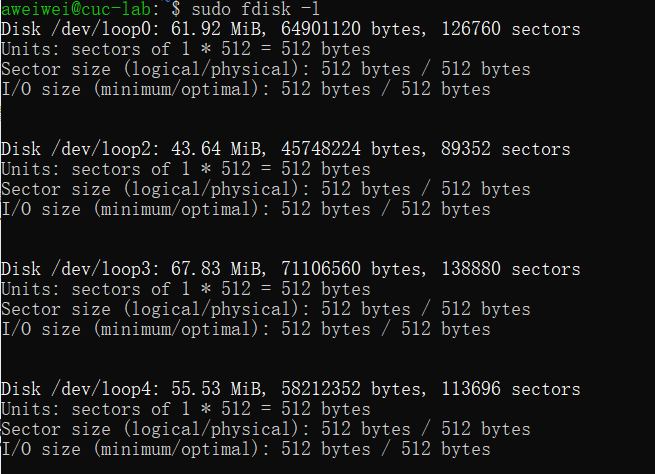 aweiwei@cuc-lab:~$ sudo fdisk -l
Disk /dev/loop0: 61.92 MiB, 64901120 bytes, 126760 sectors
Units: sectors of 1 * 512 = 512 bytes
Sector size (logical/physical): 512 bytes / 512 bytes
I/O size (minimum/optimal): 512 bytes / 512 bytes
Disk /dev/loop2: 43.64 MiB, 45748224 bytes, 89352 sectors
Units: sectors of 1 * 512 = 512 bytes
Sector size (logical/physical): 512 bytes / 512 bytes
I/O size (minimum/optimal): 512 bytes / 512 bytes
Disk /dev/loop3: 67.83 MiB, 71106560 bytes, 138880 sectors
Units: sectors of 1 * 512 = 512 bytes
Sector size (logical/physical): 512 bytes / 512 bytes
I/O size (minimum/optimal): 512 bytes / 512 bytes
Disk /dev/loop4: 55.53 MiB, 58212352 bytes, 113696 sectors
Units: sectors of 1 * 512 = 512 bytes
Sector size (logical/physical): 512 bytes / 512 bytes
I/O size (minimum/optimal): 512 bytes / 512 bytes